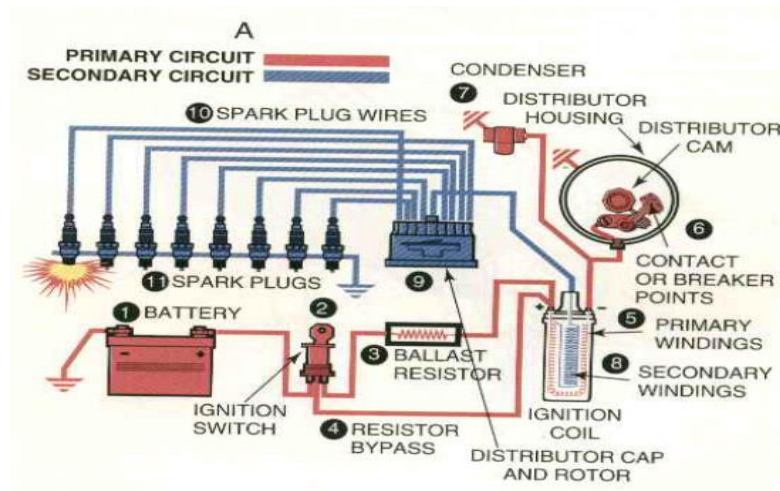 A
PRIMARY CIRCUIT
SECONDARY CIRCUIT
CONDENSER
7
DISTRIBUTOR
HOUSING
DISTRIBUTOR
CAM
10 SPARK PLUG WIRES
6
CONTACT
OR BREAKER
POINTS
11 SPARK PLUGS
9
1 BATTERY
- +
2
3 BALLAST
RESISTOR
+ -
5 PRIMARY
WINDINGS
8 SECONDARY
WINDINGS
IGNITION
SWITCH
4 RESISTOR
BYPASS
IGNITION
COIL
DISTRIBUTOR CAP
AND ROTOR